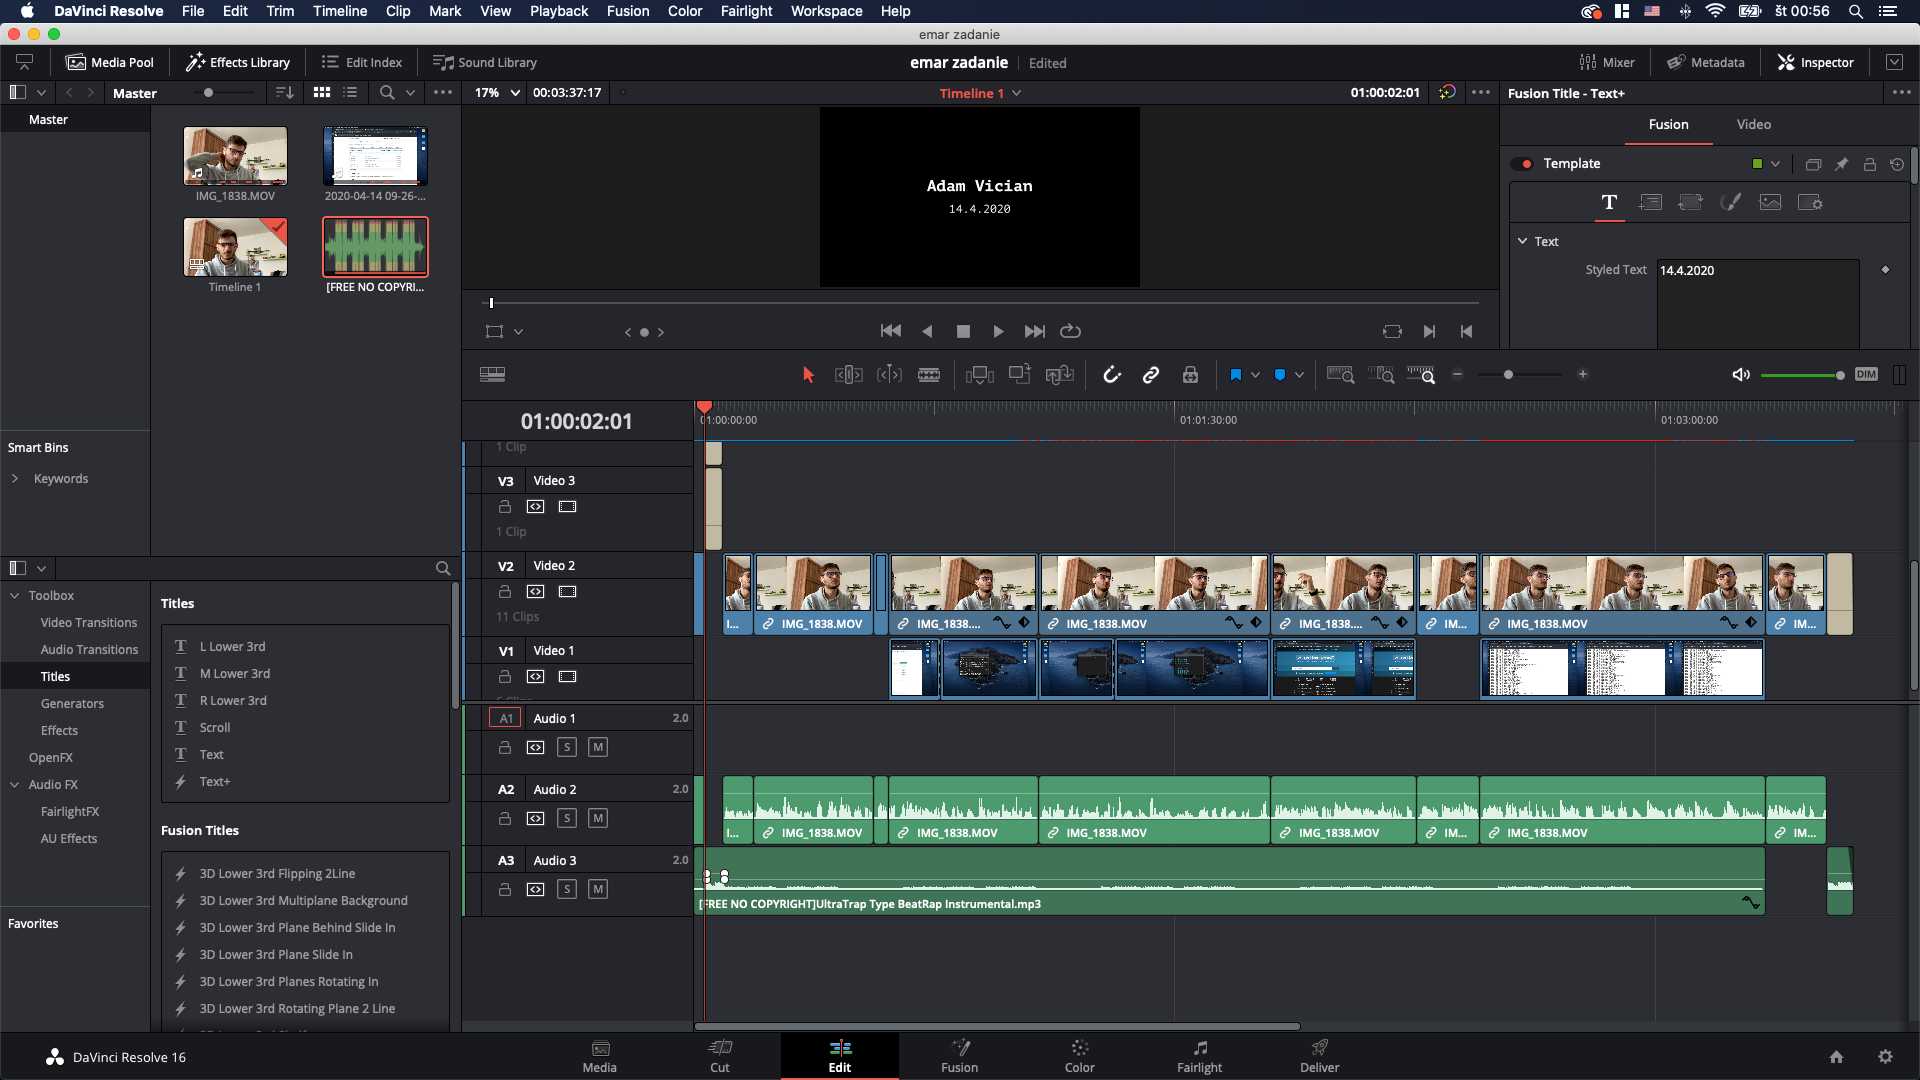 DaVinci Resolve File Edit Trim Timeline Clip Mark View Playback Fusion Color Fairlight Workspace Help št 00:56
emar zadanie
Media Pool Effects Library Edit Index Sound Library emar zadanie Edited Mixer Metadata Inspector
Master 17% 00:03:37:17 Timeline 1 01:00:02:01 Fusion Title - Text+
Master
Fusion Video
Template
IMG_1838.MOV 2020-04-14 09-26-...
Adam Vician
14.4.2020
T
Text
Styled Text 14.4.2020
Timeline 1 [FREE NO COPYRI...
DIM
01:00:02:01 01:00:00:00 01:01:30:00 01:03:00:00
Smart Bins
Keywords
1 Clip
V3 Video 3
1 Clip
V2 Video 2
11 Clips
I... IMG_1838.MOV IMG_1838.... IMG_1838.MOV IMG_1838.... IM... IMG_1838.MOV IM...
V1 Video 1
Toolbox
Video Transitions
Audio Transitions
Titles
Generators
Effects
OpenFX
Audio FX
FairlightFX
AU Effects
Favorites
Titles
L Lower 3rd
M Lower 3rd
R Lower 3rd
Scroll
Text
Text+
Fusion Titles
3D Lower 3rd Flipping 2Line
3D Lower 3rd Multiplane Background
3D Lower 3rd Plane Behind Slide In
3D Lower 3rd Plane Slide In
3D Lower 3rd Planes Rotating In
3D Lower 3rd Rotating Plane 2 Line
A1 Audio 1 2.0
S M
A2 Audio 2 2.0
S M
I... IMG_1838.MOV IMG_1838.MOV IMG_1838.MOV IMG_1838.MOV IM... IMG_1838.MOV IM...
A3 Audio 3 2.0
S M
[FREE NO COPYRIGHT]UltraTrap Type BeatRap Instrumental.mp3
DaVinci Resolve 16 Media Cut Edit Fusion Color Fairlight Deliver